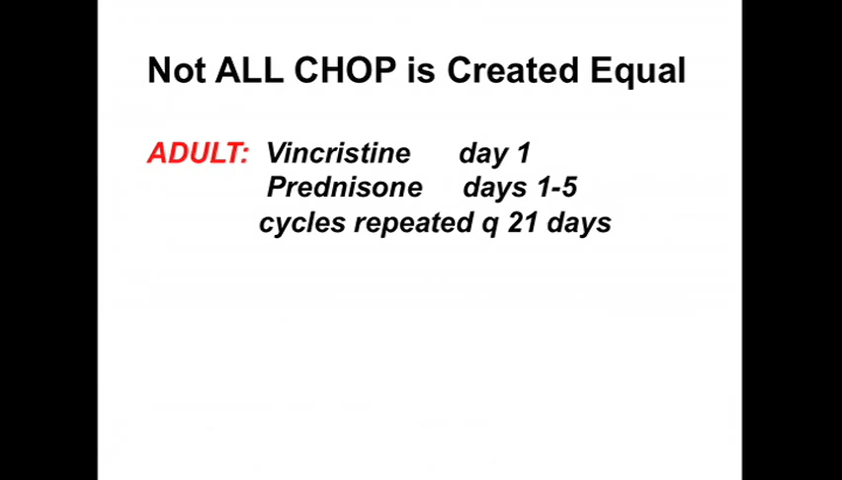 Not ALL CHOP is Created Equal
ADULT: Vincristine day 1
Prednisone days 1-5
cycles repeated q 21 days